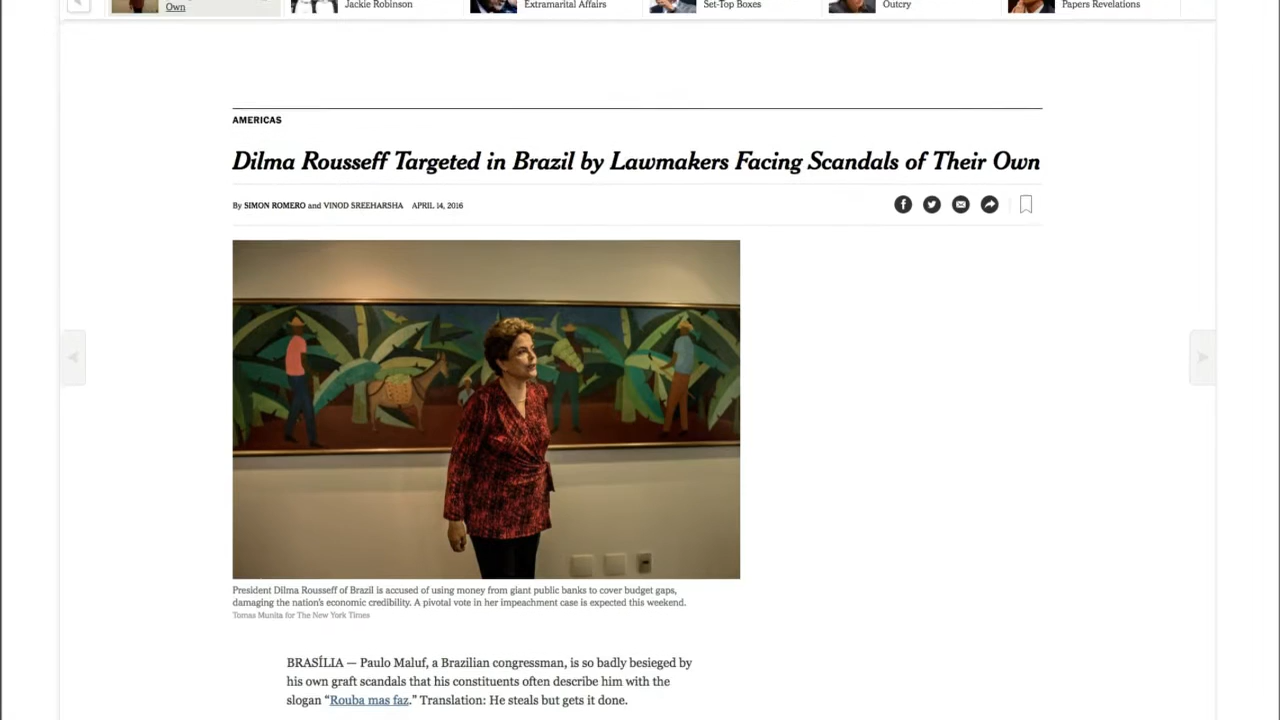 Own
Jackie Robinson
Extramarital Affairs
Set-Top Boxes
Outcry
Papers Revelations
AMERICAS
Dilma Rousseff Targeted in Brazil by Lawmakers Facing Scandals of Their Own
By SIMON ROMERO and VINOD SREEHARSHA APRIL 14, 2016
President Dilma Rousseff of Brazil is accused of using money from giant public banks to cover budget gaps,
damaging the nation's economic credibility. A pivotal vote in her impeachment case is expected this weekend.
Tomas Munita for The New York Times
BRASÍLIA — Paulo Maluf, a Brazilian congressman, is so badly besieged by
his own graft scandals that his constituents often describe him with the
slogan “Rouba mas faz.” Translation: He steals but gets it done.